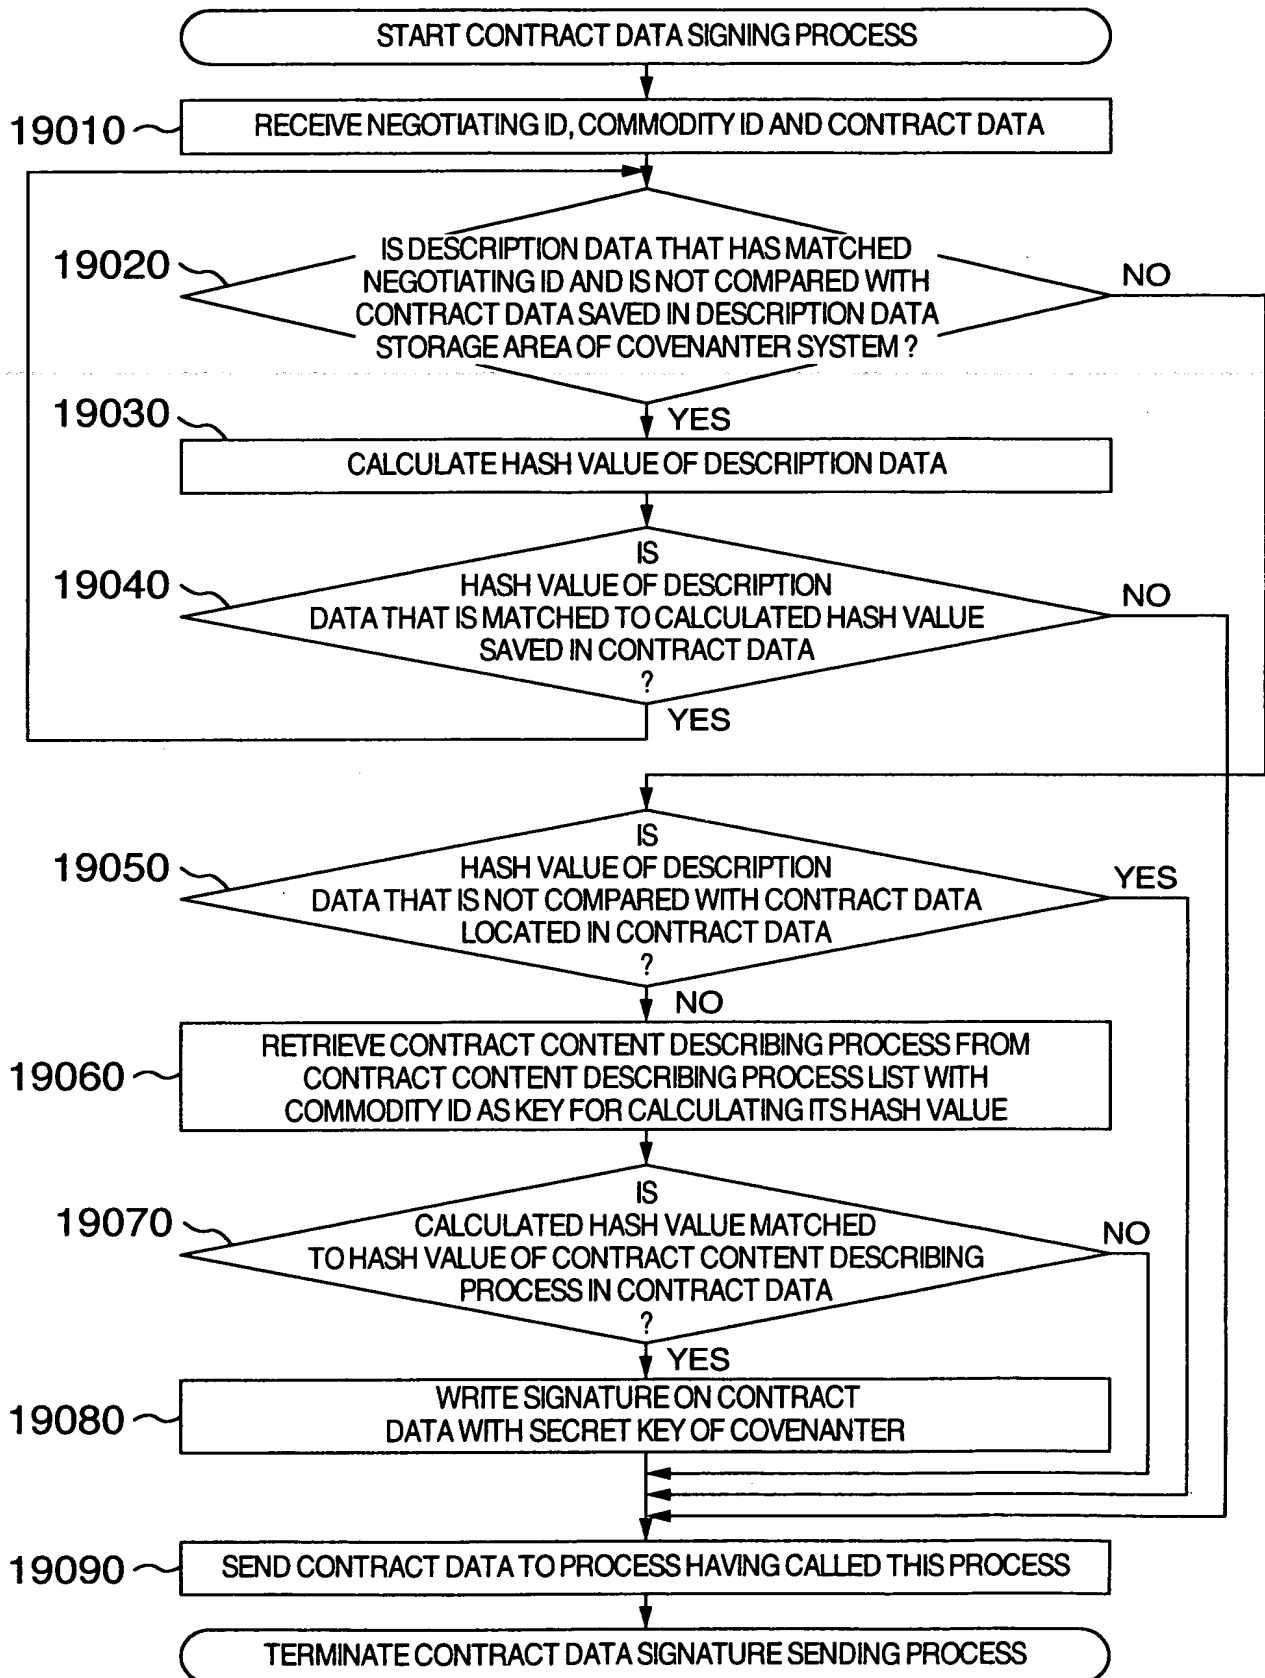 START CONTRACT DATA SIGNING PROCESS
19010
RECEIVE NEGOTIATING ID, COMMODITY ID AND CONTRACT DATA
19020
IS DESCRIPTION DATA THAT HAS MATCHED
NEGOTIATING ID AND IS NOT COMPARED WITH
CONTRACT DATA SAVED IN DESCRIPTION DATA
STORAGE AREA OF COVENANTER SYSTEM ?
NO
YES
19030
CALCULATE HASH VALUE OF DESCRIPTION DATA
19040
IS
HASH VALUE OF DESCRIPTION
DATA THAT IS MATCHED TO CALCULATED HASH VALUE
SAVED IN CONTRACT DATA
?
NO
YES
19050
IS
HASH VALUE OF DESCRIPTION
DATA THAT IS NOT COMPARED WITH CONTRACT DATA
LOCATED IN CONTRACT DATA
?
YES
NO
19060
RETRIEVE CONTRACT CONTENT DESCRIBING PROCESS FROM
CONTRACT CONTENT DESCRIBING PROCESS LIST WITH
COMMODITY ID AS KEY FOR CALCULATING ITS HASH VALUE
19070
IS
CALCULATED HASH VALUE MATCHED
TO HASH VALUE OF CONTRACT CONTENT DESCRIBING
PROCESS IN CONTRACT DATA
?
NO
YES
19080
WRITE SIGNATURE ON CONTRACT
DATA WITH SECRET KEY OF COVENANTER
19090
SEND CONTRACT DATA TO PROCESS HAVING CALLED THIS PROCESS
TERMINATE CONTRACT DATA SIGNATURE SENDING PROCESS